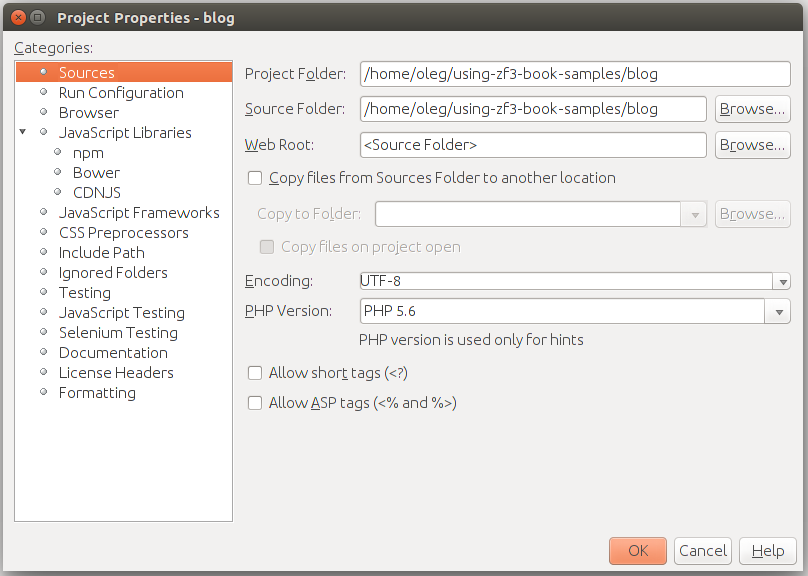 Project Properties - blog
Categories:
Sources
Run Configuration
Browser
JavaScript Libraries
npm
Bower
CDNJS
JavaScript Frameworks
CSS Preprocessors
Include Path
Ignored Folders
Testing
JavaScript Testing
Selenium Testing
Documentation
License Headers
Formatting
Project Folder: /home/oleg/using-zf3-book-samples/blog
Source Folder: /home/oleg/using-zf3-book-samples/blog Browse...
Web Root: <Source Folder> Browse...
Copy files from Sources Folder to another location
Copy to Folder: Browse...
Copy files on project open
Encoding: UTF-8
PHP Version: PHP 5.6
PHP version is used only for hints
Allow short tags (<?)
Allow ASP tags (<% and %>)
OK Cancel Help